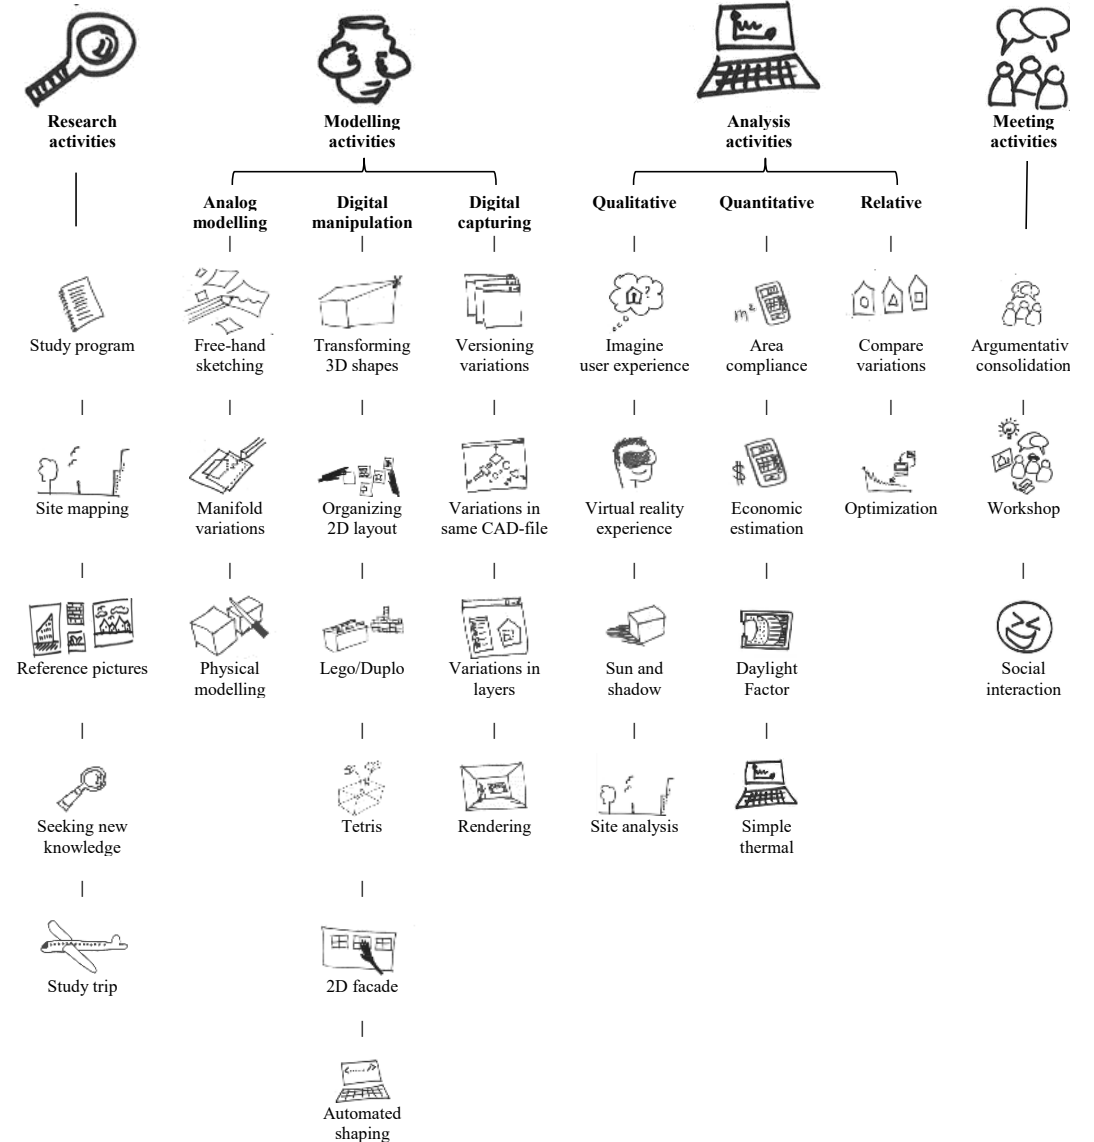 Research
activities
Modelling
activities
Analysis
activities
Meeting
activities
Analog
modelling
Digital
manipulation
Digital
capturing
Qualitative
Quantitative
Relative
Study program
Free-hand
sketching
Transforming
3D shapes
Versioning
variations
Imagine
user experience
m²
Area
compliance
Compare
variations
Argumentativ
consolidation
Site mapping
Manifold
variations
Organizing
2D layout
Variations in
same CAD-file
Virtual reality
experience
$
Economic
estimation
Optimization
Workshop
Reference pictures
Physical
modelling
Lego/Duplo
Variations in
layers
Sun and
shadow
Daylight
Factor
Social
interaction
Seeking new
knowledge
Tetris
Rendering
Site analysis
Simple
thermal
Study trip
2D facade
Automated
shaping